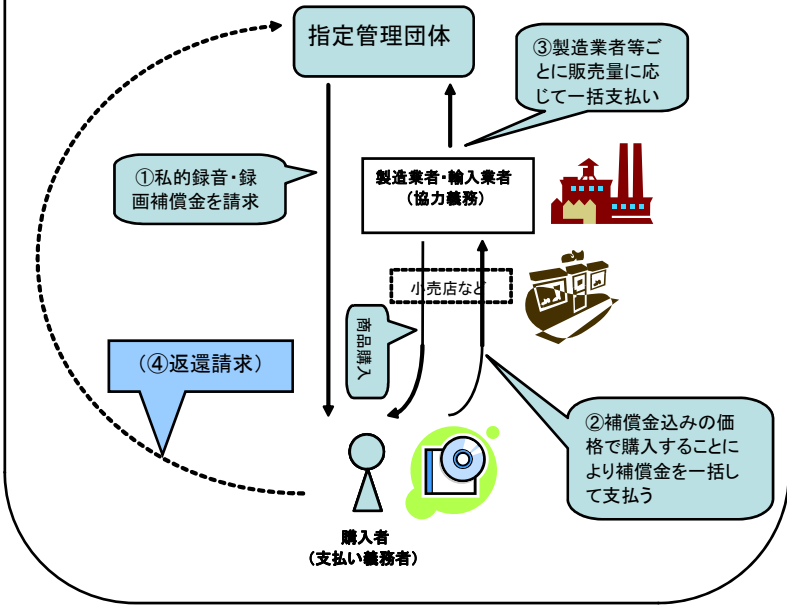 指定管理団体
③製造業者等ご
とに販売量に応
じて一括支払い
①私的録音・録
画補償金を請求
製造業者・輸入業者
（協力義務）
小売店など
商品購入
（④返還請求）
②補償金込みの価
格で購入することに
より補償金を一括し
て支払う
購入者
（支払い義務者）